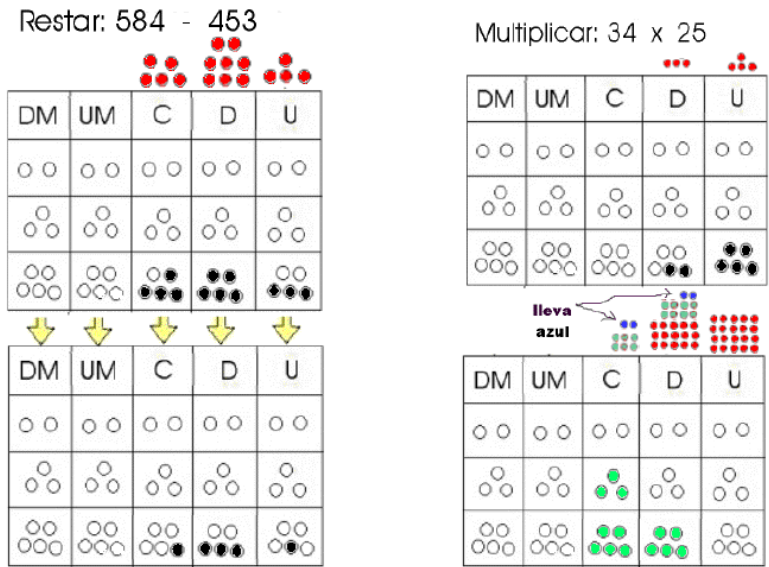 Restar: 584 - 453
DM UM C D U
DM UM C D U
Multiplicar: 34 x 25
DM UM C D U
lleva
azul
DM UM C D U